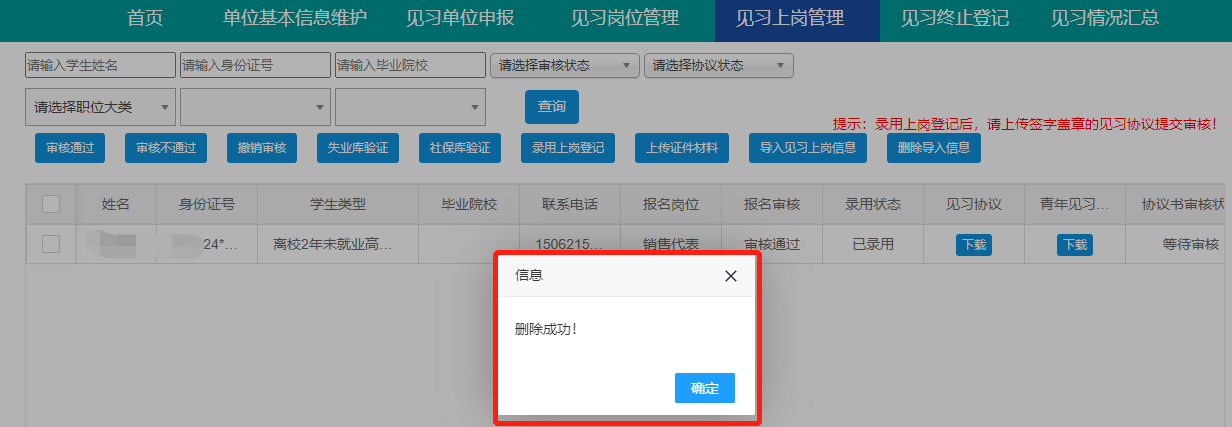 首页 单位基本信息维护 见习单位申报 见习岗位管理 见习上岗管理 见习终止登记 见习情况汇总
请输入学生姓名 请输入身份证号 请输入毕业院校 请选择审核状态 请选择协议状态
请选择职位大类 查询
提示：录用上岗登记后，请上传签字盖章的见习协议提交审核！
审核通过 审核不通过 撤销审核 失业库验证 社保库验证 录用上岗登记 上传证件材料 导入见习上岗信息 删除导入信息
姓名 身份证号 学生类型 毕业院校 联系电话 报名岗位 报名审核 录用状态 见习协议 青年见习... 协议书审核状
24*... 离校2年未就业高... 1506215... 销售代表 审核通过 已录用 下载 下载 等待审核
信息
删除成功！
确定